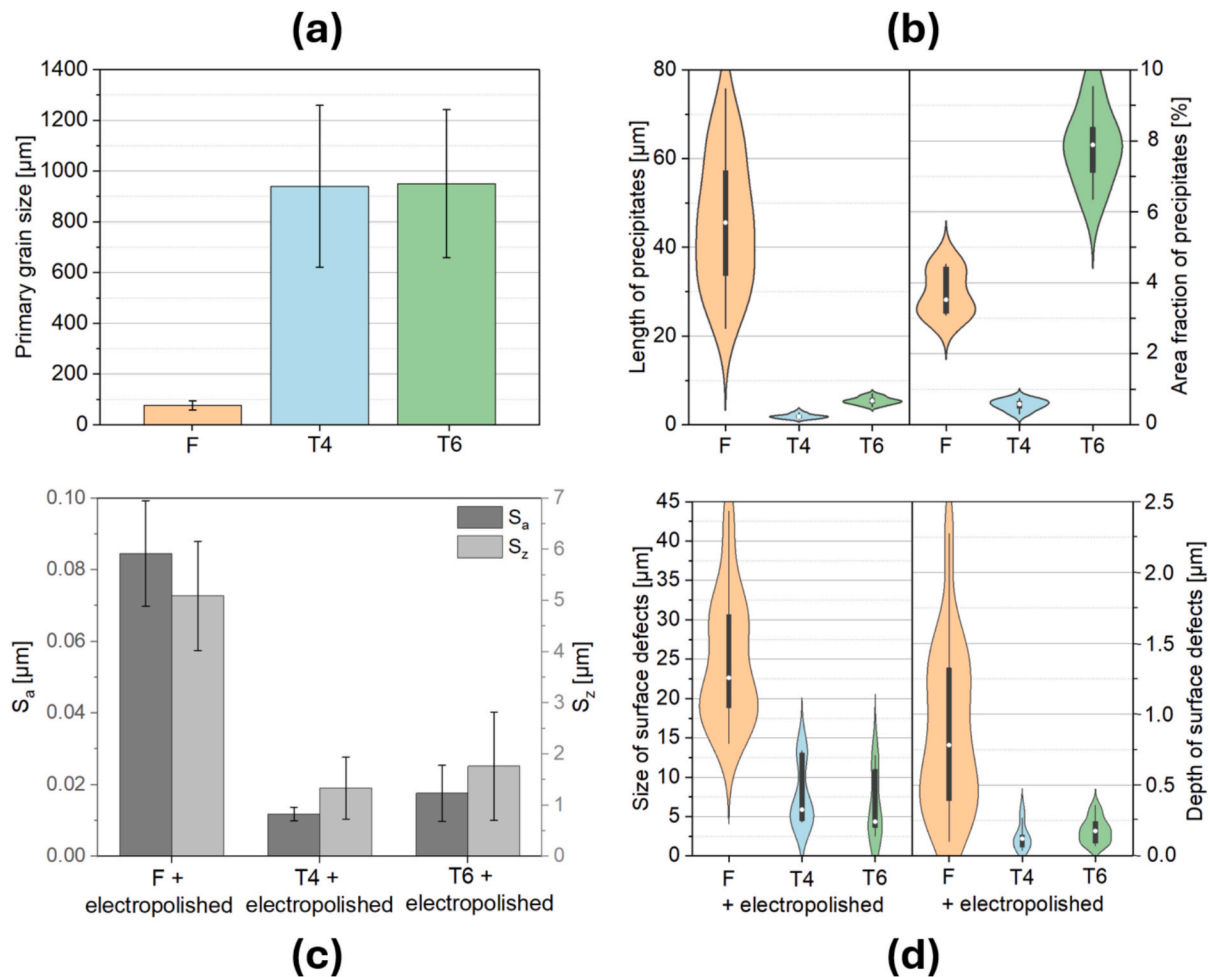 (a)
1400
1200
1000
800
600
400
200
0
Primary grain size [µm]
F T4 T6
(b)
80
60
40
20
0
Length of precipitates [µm]
F T4 T6 F T4 T6
10
8
6
4
2
0
Area fraction of precipitates [%]
0.10
0.08
0.06
0.04
0.02
0.00
Sa [µm]
Sa
Sz
7
6
5
4
3
2
1
0
Sz [µm]
F + T4 + T6 +
electropolished electropolished electropolished
(c)
45
40
35
30
25
20
15
10
5
0
Size of surface defects [µm]
F T4 T6 F T4 T6
+ electropolished + electropolished
2.5
2.0
1.5
1.0
0.5
0.0
Depth of surface defects [µm]
(d)